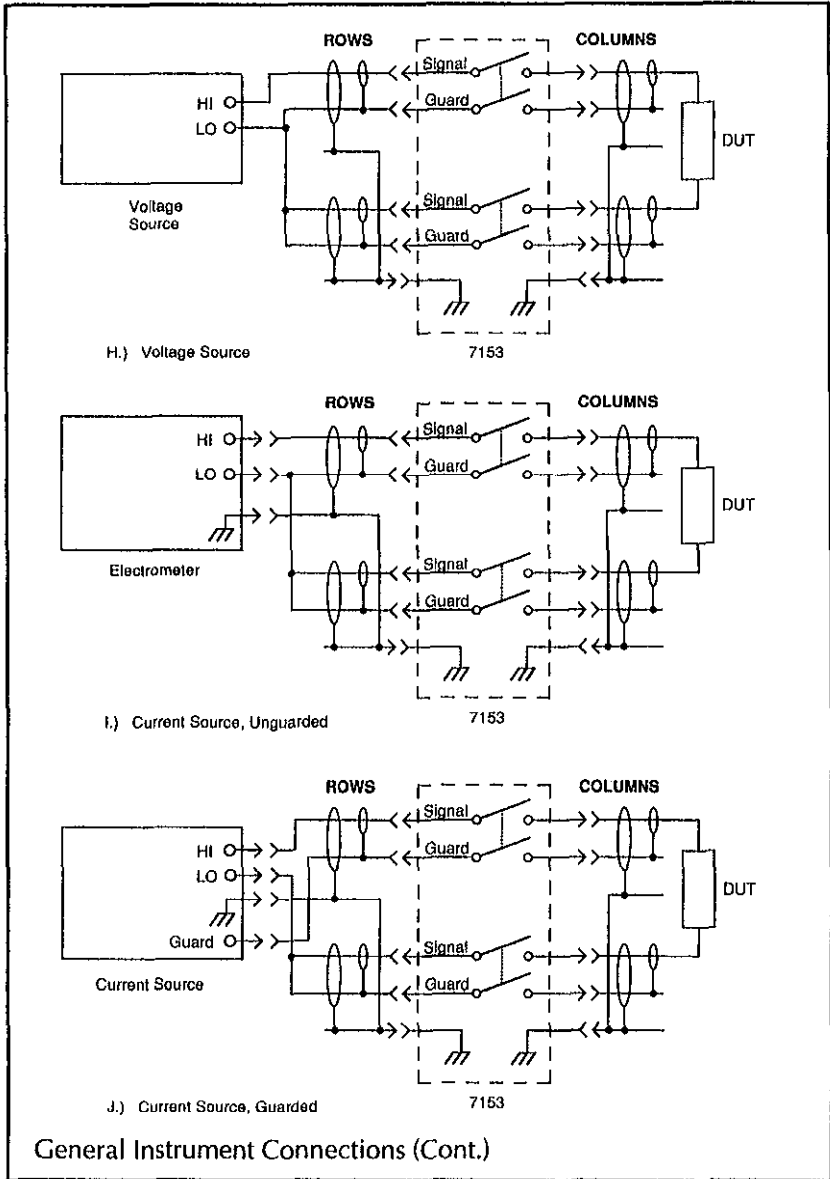 ROWS
COLUMNS
Signal
Guard
HI
LO
DUT
Voltage
Source
Signal
Guard
H.) Voltage Source
7153
ROWS
COLUMNS
Signal
Guard
HI
LO
DUT
Electrometer
Signal
Guard
I.) Current Source, Unguarded
7153
ROWS
COLUMNS
Signal
Guard
HI
LO
DUT
Guard
Current Source
Signal
Guard
J.) Current Source, Guarded
7153
General Instrument Connections (Cont.)